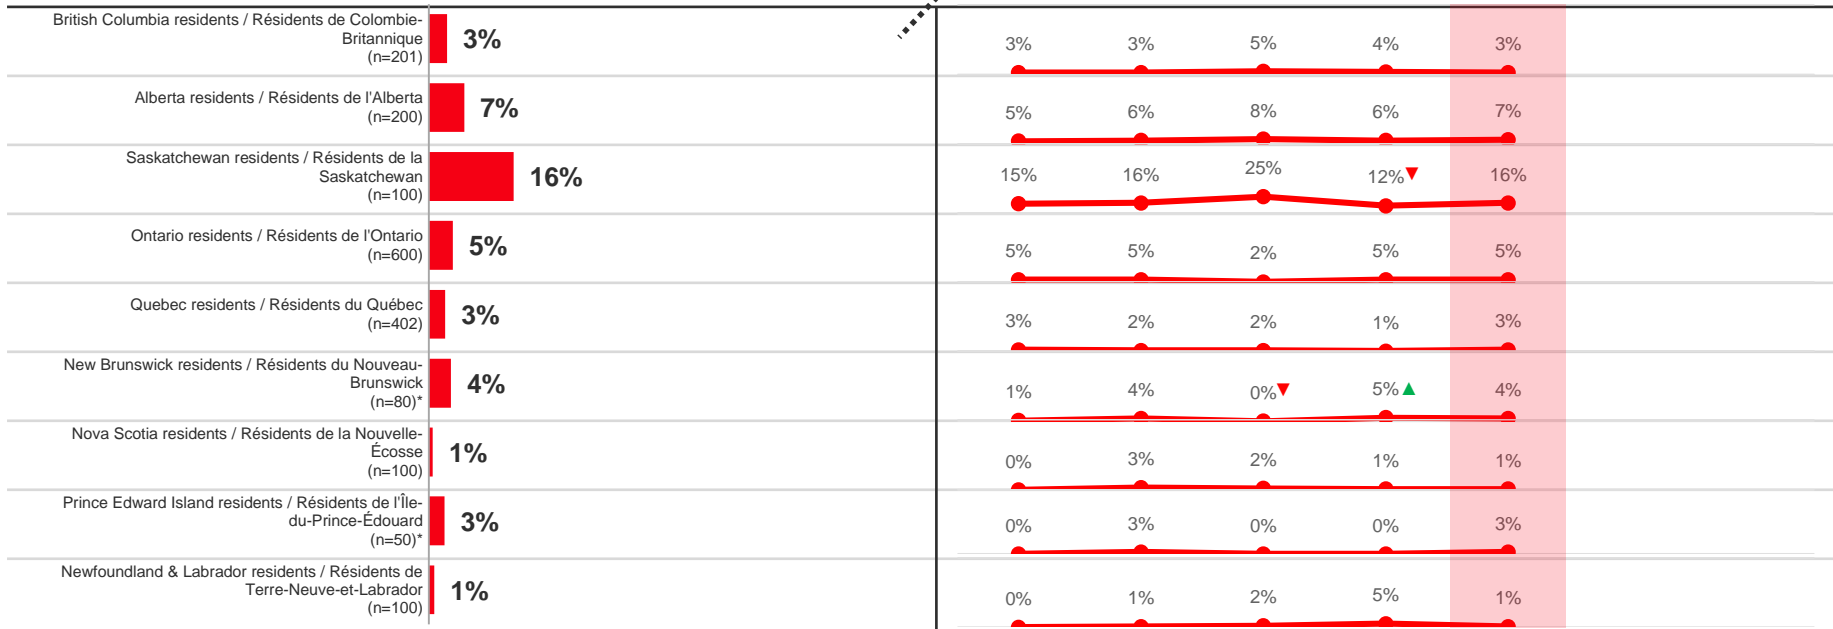 British Columbia residents / Résidents de Colombie-
Britannique
(n=201)
3%
3% 3% 5% 4% 3%
Alberta residents / Résidents de l'Alberta
(n=200)
7%
5% 6% 8% 6% 7%
Saskatchewan residents / Résidents de la
Saskatchewan
(n=100)
16%
15% 16% 25% 12%▼ 16%
Ontario residents / Résidents de l'Ontario
(n=600)
5%
5% 5% 2% 5% 5%
Quebec residents / Résidents du Québec
(n=402)
3%
3% 2% 2% 1% 3%
New Brunswick residents / Résidents du Nouveau-
Brunswick
(n=80)*
4%
1% 4% 0%▼ 5%▲ 4%
Nova Scotia residents / Résidents de la Nouvelle-
Écosse
(n=100)
1%
0% 3% 2% 1% 1%
Prince Edward Island residents / Résidents de l'Île-
du-Prince-Édouard
(n=50)*
3%
0% 3% 0% 0% 3%
Newfoundland & Labrador residents / Résidents de
Terre-Neuve-et-Labrador
(n=100)
1%
0% 1% 2% 5% 1%